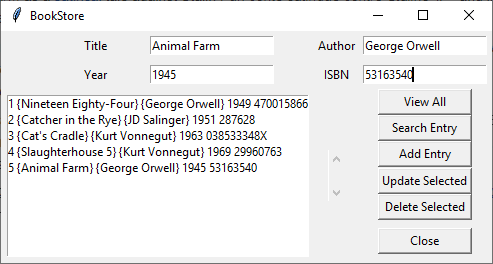 BookStore
Title Animal Farm Author George Orwell
Year 1945 ISBN 53163540
1 {Nineteen Eighty-Four} {George Orwell} 1949 470015866
2 {Catcher in the Rye} {JD Salinger} 1951 287628
3 {Cat's Cradle} {Kurt Vonnegut} 1963 038533348X
4 {Slaughterhouse 5} {Kurt Vonnegut} 1969 29960763
5 {Animal Farm} {George Orwell} 1945 53163540
View All
Search Entry
Add Entry
Update Selected
Delete Selected
Close